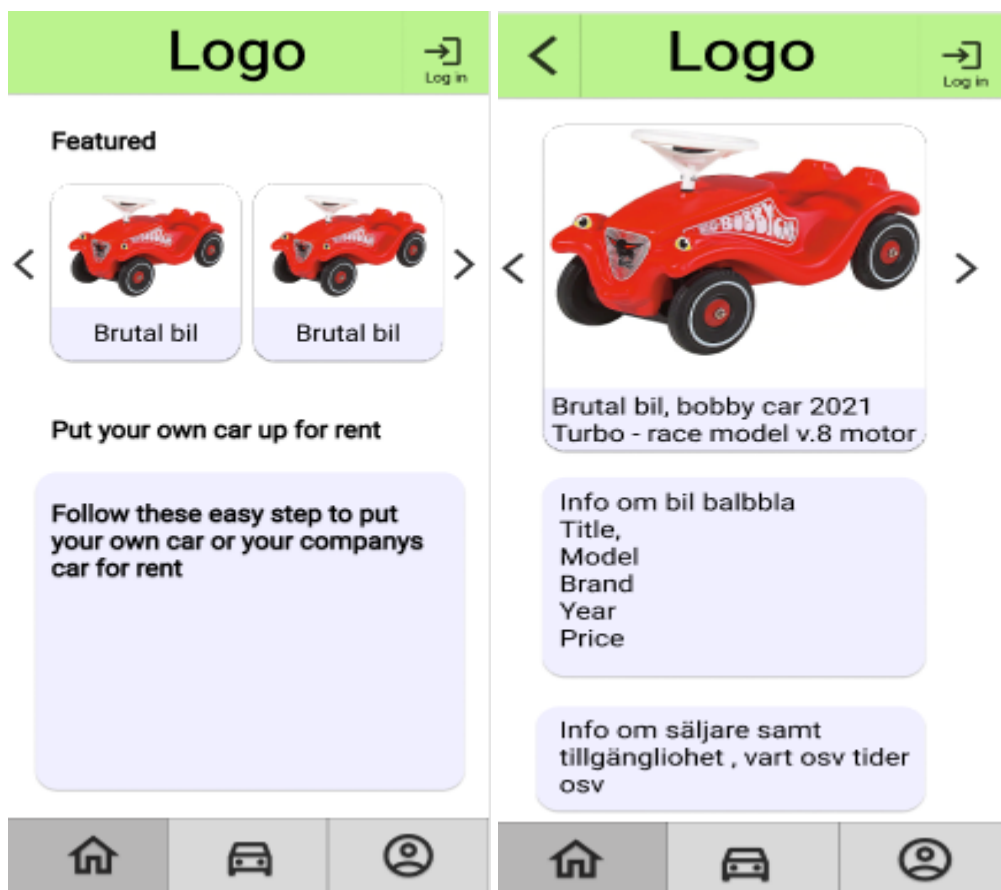 Logo
Log in
Featured
Brutal bil
Brutal bil
Put your own car up for rent
Follow these easy step to put
your own car or your companys
car for rent
Logo
Log in
BIG-BOBBY CAR
Brutal bil, bobby car 2021
Turbo - race model v.8 motor
Info om bil balbbla
Title,
Model
Brand
Year
Price
Info om säljare samt
tillgängliohet , vart osv tider
osv